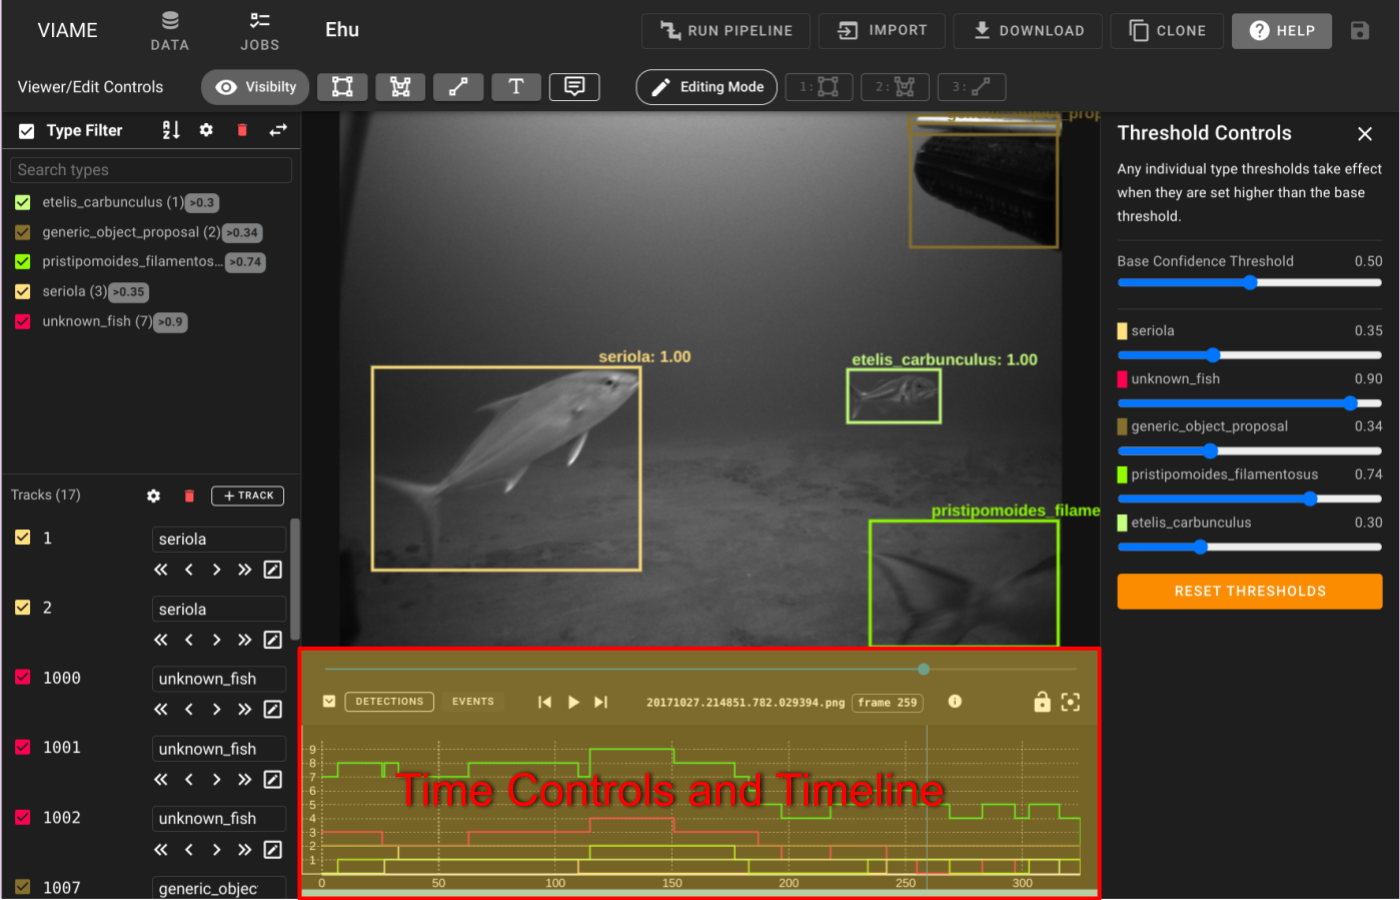 VIAME
DATA
JOBS
Ehu
RUN PIPELINE
IMPORT
DOWNLOAD
CLONE
HELP
Viewer/Edit Controls
Visibilty
T
Editing Mode
1:
2:
3:
Type Filter
Search types
etelis_carbunculus (1) >0.3
generic_object_proposal (2) >0.34
pristipomoides_filamentos... >0.74
seriola (3) >0.35
unknown_fish (7) >0.9
Tracks (17)
+ TRACK
1 seriola
2 seriola
1000 unknown_fish
1001 unknown_fish
1002 unknown_fish
1007 generic_objec
generic_object_prop
seriola: 1.00
etelis_carbunculus: 1.00
pristipomoides_filame
DETECTIONS
EVENTS
20171027.214851.782.029394.png
frame 259
Time Controls and Timeline
9
8
7
6
5
4
3
2
1
0 50 100 150 200 250 300
Threshold Controls
Any individual type thresholds take effect
when they are set higher than the base
threshold.
Base Confidence Threshold 0.50
seriola 0.35
unknown_fish 0.90
generic_object_proposal 0.34
pristipomoides_filamentosus 0.74
etelis_carbunculus 0.30
RESET THRESHOLDS